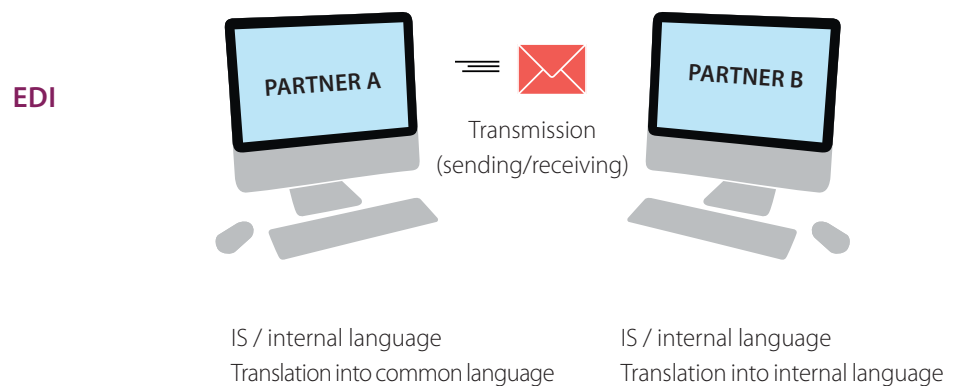 EDI
PARTNER A
PARTNER B
Transmission
(sending/receiving)
IS / internal language
Translation into common language
IS / internal language
Translation into internal language